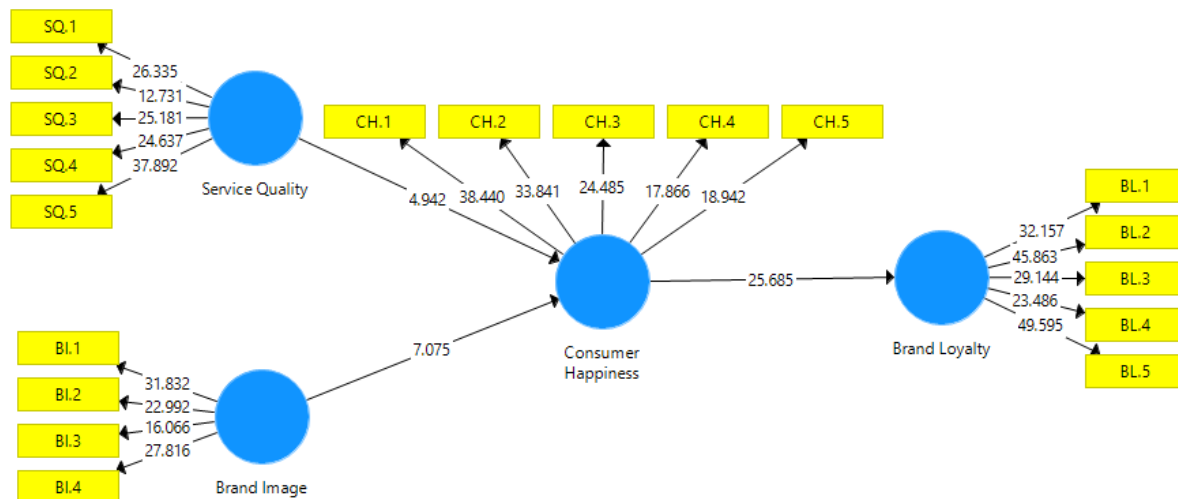 SQ.1
SQ.2
SQ.3
SQ.4
SQ.5
26.335
12.731
25.181
24.637
37.892
Service Quality
4.942
CH.1
CH.2
CH.3
CH.4
CH.5
38.440
33.841
24.485
17.866
18.942
Consumer
Happiness
25.685
BL.1
BL.2
BL.3
BL.4
BL.5
32.157
45.863
29.144
23.486
49.595
Brand Loyalty
7.075
BI.1
BI.2
BI.3
BI.4
31.832
22.992
16.066
27.816
Brand Image